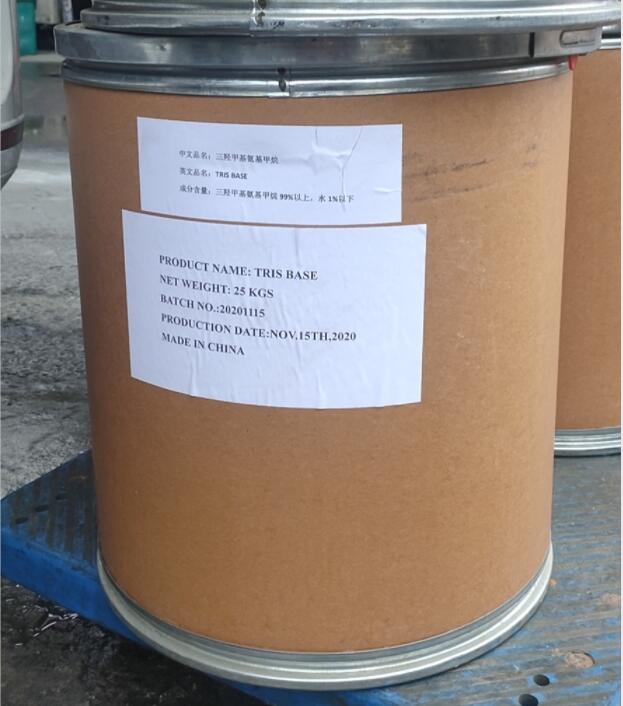 中文品名：三羟甲基氨基甲烷
英文品名：TRIS BASE
成分含量：三羟甲基氨基甲烷 99%以上，水 1%以下
PRODUCT NAME: TRIS BASE
NET WEIGHT: 25 KGS
BATCH NO.:20201115
PRODUCTION DATE:NOV,15TH,2020
MADE IN CHINA